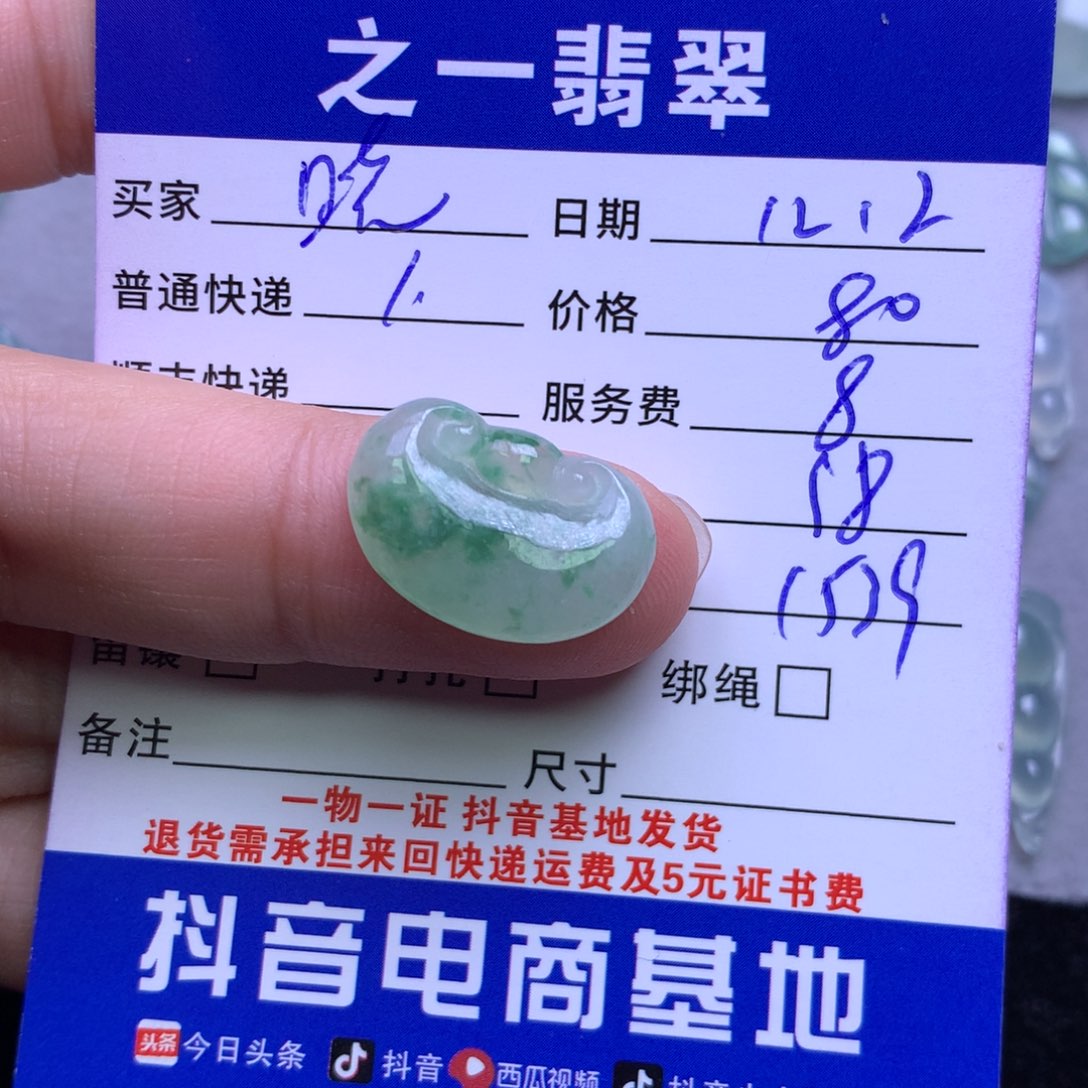 之一翡翠
买家 晓 日期 12.12
普通快递 1. 价格 80
顺丰快递 服务费 8
18
1539
留镶 打孔 绑绳
备注 尺寸
一物一证 抖音基地发货
退货需承担来回快递运费及5元证书费
抖音电商基地
头条 今日头条 抖音 西瓜视频